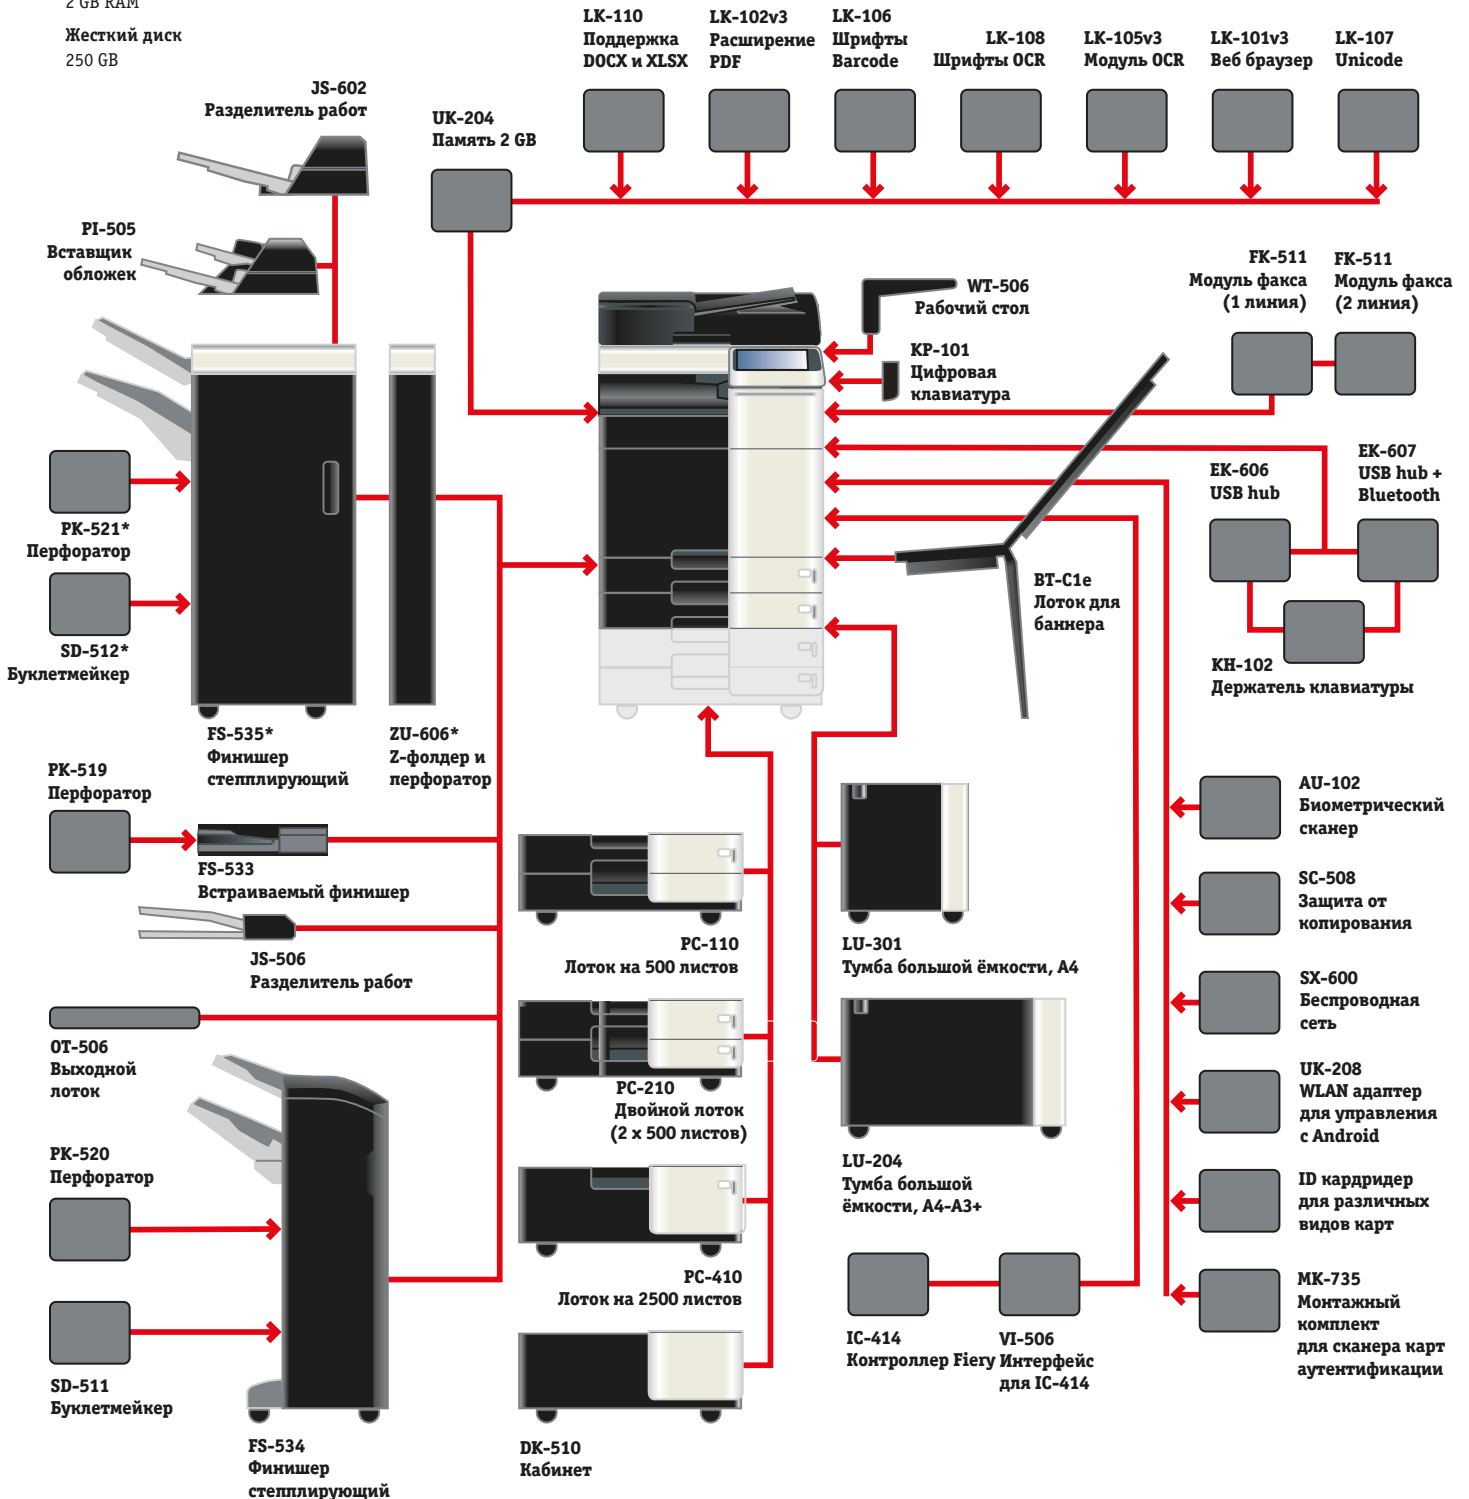 2 GB RAM
Жесткий диск
250 GB
LK-110
Поддержка
DOCX и XLSX
LK-102v3
Расширение
PDF
LK-106
Шрифты
Barcode
LK-108
Шрифты OCR
LK-105v3
Модуль OCR
LK-101v3
Веб браузер
LK-107
Unicode
JS-602
Разделитель работ
UK-204
Память 2 GB
PI-505
Вставщик
обложек
FK-511
Модуль факса
(1 линия)
FK-511
Модуль факса
(2 линия)
WT-506
Рабочий стол
KP-101
Цифровая
клавиатура
EK-606
USB hub
EK-607
USB hub +
Bluetooth
PK-521*
Перфоратор
SD-512*
Буклетмейкер
BT-C1e
Лоток для
баннера
KH-102
Держатель клавиатуры
FS-535*
Финишер
степплирующий
ZU-606*
Z-фолдер и
перфоратор
PK-519
Перфоратор
FS-533
Встраиваемый финишер
JS-506
Разделитель работ
OT-506
Выходной
лоток
PC-110
Лоток на 500 листов
LU-301
Тумба большой ёмкости, A4
AU-102
Биометрический
сканер
SC-508
Защита от
копирования
SX-600
Беспроводная
сеть
PC-210
Двойной лоток
(2 x 500 листов)
UK-208
WLAN адаптер
для управления
с Android
PK-520
Перфоратор
LU-204
Тумба большой
ёмкости, A4-A3+
ID кардридер
для различных
видов карт
PC-410
Лоток на 2500 листов
MK-735
Монтажный
комплект
для сканера карт
аутентификации
IC-414
Контроллер Fiery
VI-506
Интерфейс
для IC-414
SD-511
Буклетмейкер
FS-534
Финишер
степплирующий
DK-510
Кабинет